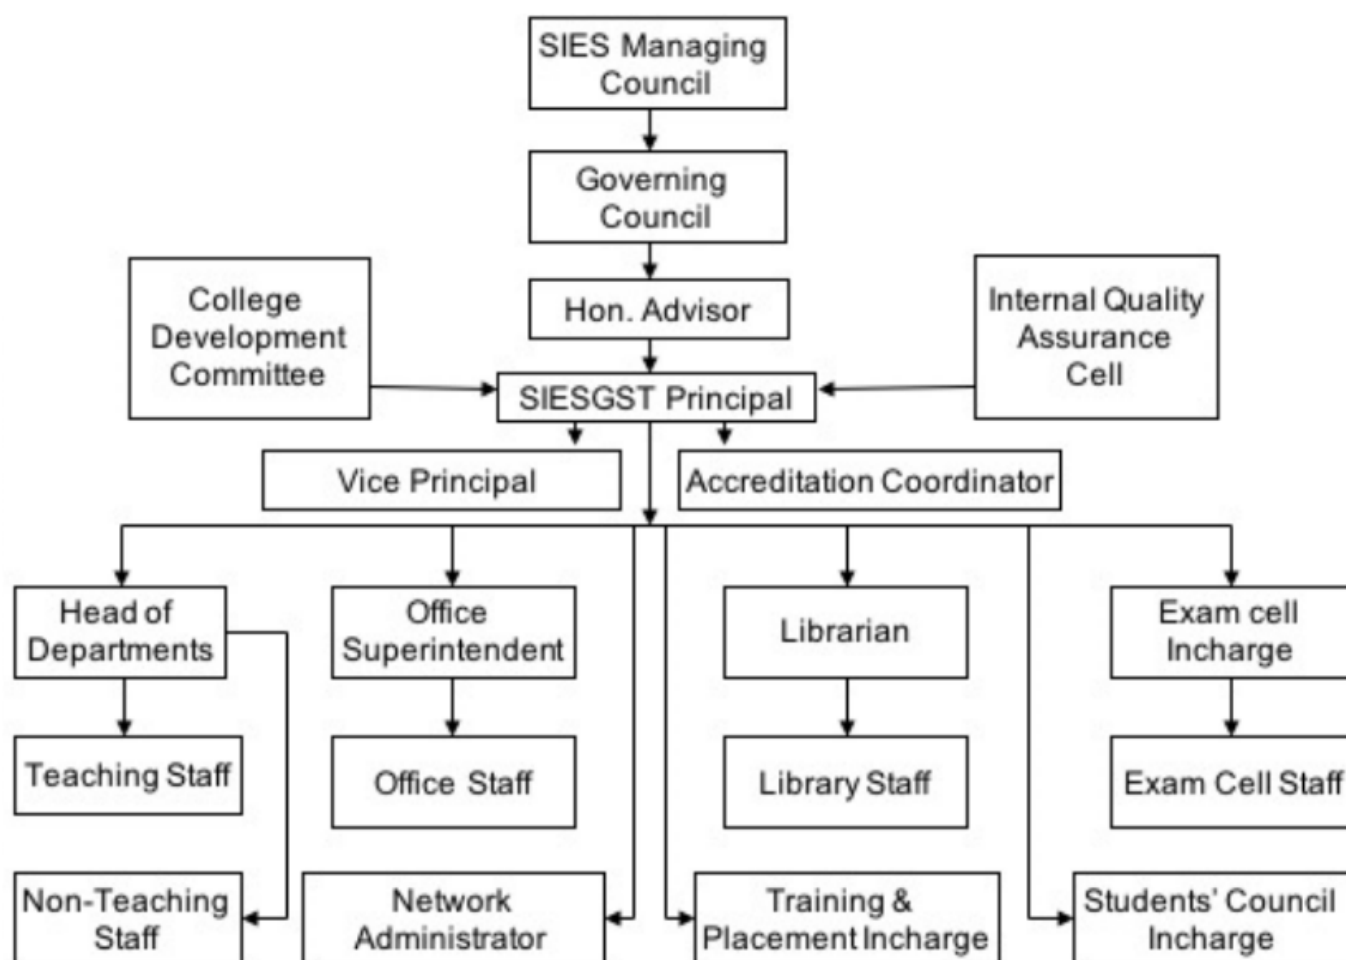 SIES Managing
Council
Governing
Council
College
Development
Committee
Hon. Advisor
Internal Quality
Assurance
Cell
SIESGST Principal
Vice Principal
Accreditation Coordinator
Head of
Departments
Office
Superintendent
Librarian
Exam cell
Incharge
Teaching Staff
Office Staff
Library Staff
Exam Cell Staff
Non-Teaching
Staff
Network
Administrator
Training &
Placement Incharge
Students' Council
Incharge